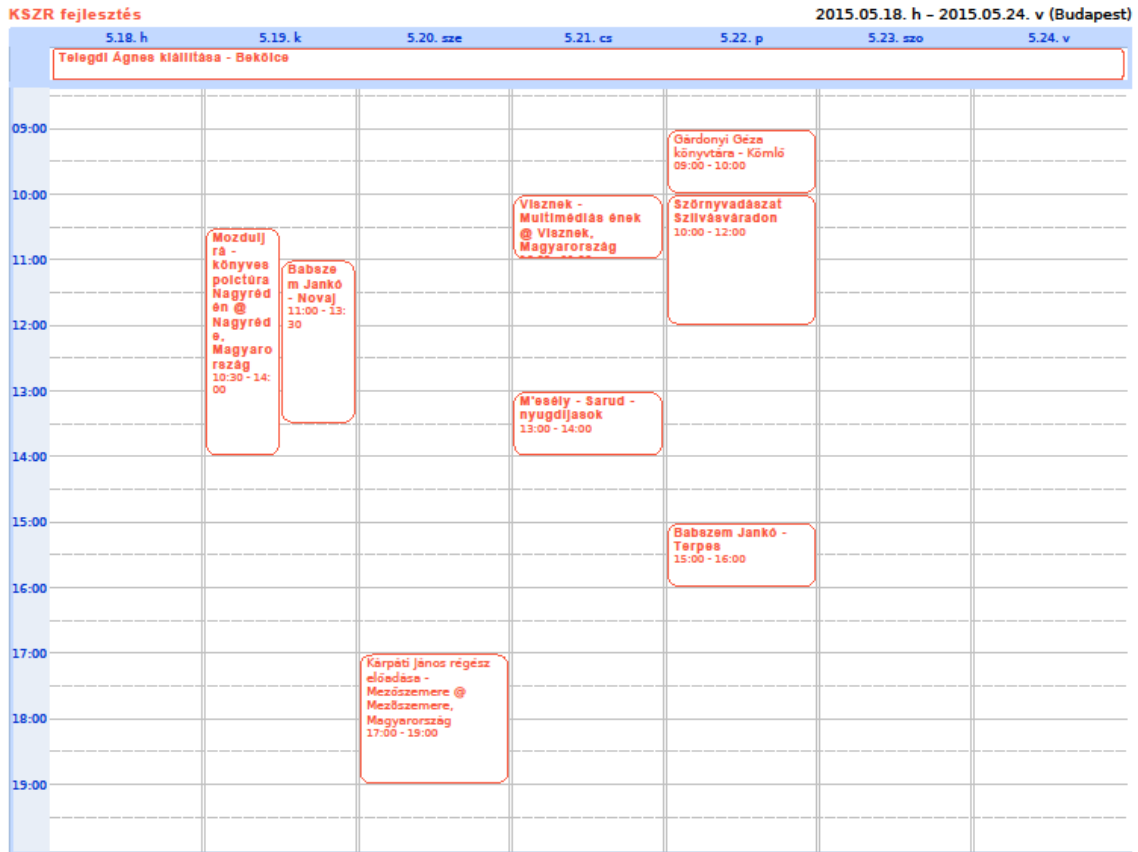 KSZR fejlesztés
2015.05.18. h – 2015.05.24. v (Budapest)
5.18. h
5.19. k
5.20. sze
5.21. cs
5.22. p
5.23. szo
5.24. v
Telegdi Ágnes kiállítása - Bekölce
09:00
10:00
11:00
12:00
13:00
14:00
15:00
16:00
17:00
18:00
19:00
Mozdulj
rá -
könyves
polctúra
Nagyréd
én @
Nagyréd
e,
Magyaro
rszág
10:30 - 14:
00
Babsze
m Jankó
- Novaj
11:00 - 13:
30
Kárpáti János régész
előadása -
Mezőszemere @
Mezőszemere,
Magyarország
17:00 - 19:00
Visznek -
Multimédiás ének
@ Visznek,
Magyarország
M'esély - Sarud -
nyugdíjasok
13:00 - 14:00
Gárdonyi Géza
könyvtára - Kömlő
09:00 - 10:00
Szörnyvadászat
Szilvásváradon
10:00 - 12:00
Babszem Jankó -
Terpes
15:00 - 16:00